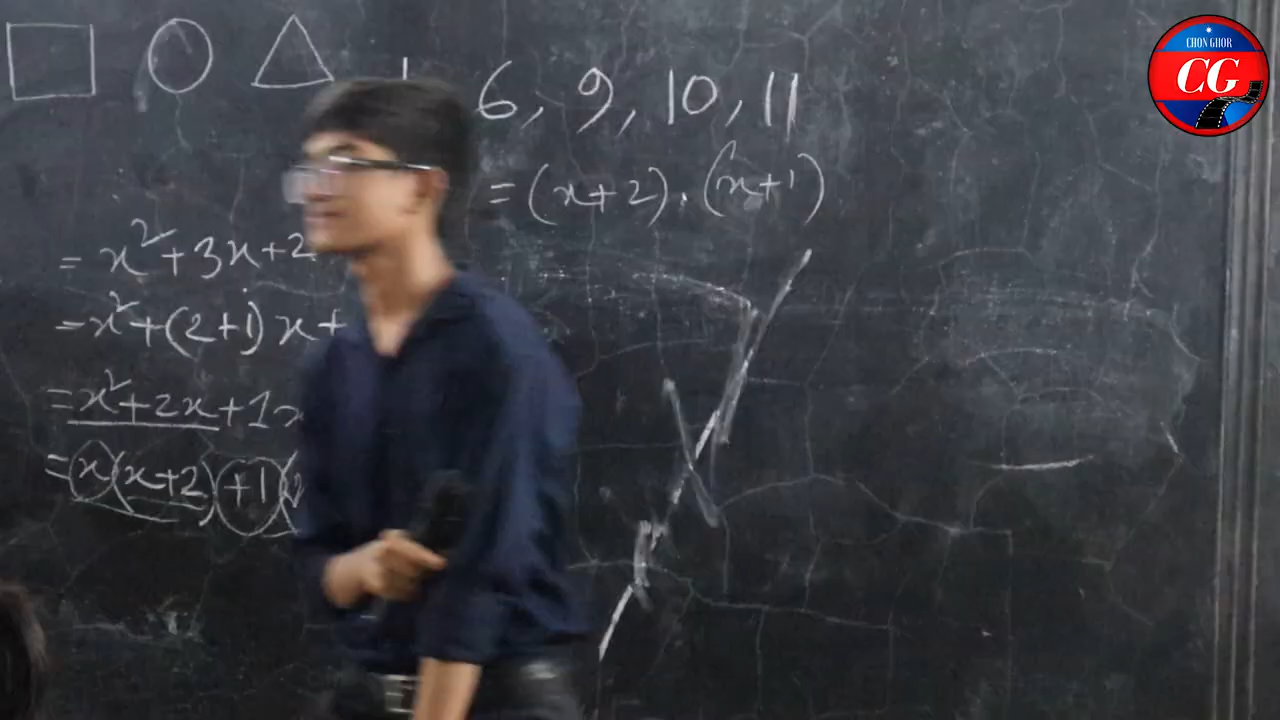 6, 9, 10, 11
= (x+2).(x+1)
= x²+3x+2
=x²+(2+1)x+
=x²+2x+1x
=x(x+2)+1(
CHON GHOR
CG